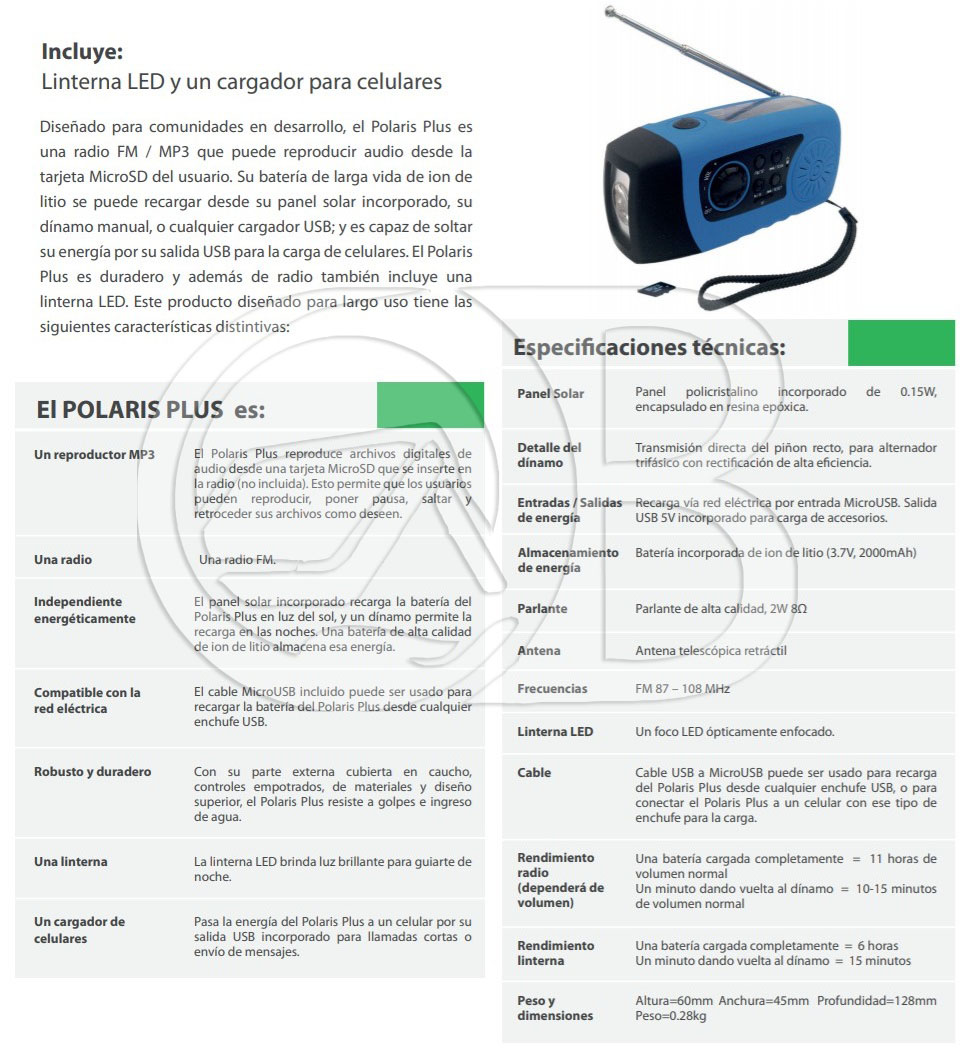 Incluye:
Linterna LED y un cargador para celulares
Diseñado para comunidades en desarrollo, el Polaris Plus es
una radio FM / MP3 que puede reproducir audio desde la
tarjeta MicroSD del usuario. Su batería de larga vida de ion de
litio se puede recargar desde su panel solar incorporado, su
dínamo manual, o cualquier cargador USB; y es capaz de soltar
su energía por su salida USB para la carga de celulares. El Polaris
Plus es duradero y además de radio también incluye una
linterna LED. Este producto diseñado para largo uso tiene las
siguientes características distintivas:
El POLARIS PLUS es:
Un reproductor MP3
El Polaris Plus reproduce archivos digitales de
audio desde una tarjeta MicroSD que se inserte en
la radio (no incluida). Esto permite que los usuarios
pueden reproducir, poner pausa, saltar y
retroceder sus archivos como deseen.
Una radio
Una radio FM.
Independiente
energéticamente
El panel solar incorporado recarga la batería del
Polaris Plus en luz del sol, y un dínamo permite la
recarga en las noches. Una batería de alta calidad
de ion de litio almacena esa energía.
Compatible con la
red eléctrica
El cable MicroUSB incluido puede ser usado para
recargar la batería del Polaris Plus desde cualquier
enchufe USB.
Robusto y duradero
Con su parte externa cubierta en caucho,
controles empotrados, de materiales y diseño
superior, el Polaris Plus resiste a golpes e ingreso
de agua.
Una linterna
La linterna LED brinda luz brillante para guiarte de
noche.
Un cargador de
celulares
Pasa la energía del Polaris Plus a un celular por su
salida USB incorporado para llamadas cortas o
envío de mensajes.
Especificaciones técnicas:
Panel Solar
Panel policristalino incorporado de 0.15W,
encapsulado en resina epóxica.
Detalle del
dínamo
Transmisión directa del piñon recto, para alternador
trifásico con rectificación de alta eficiencia.
Entradas / Salidas
de energía
Recarga vía red eléctrica por entrada MicroUSB. Salida
USB 5V incorporado para carga de accesorios.
Almacenamiento
de energía
Batería incorporada de ion de litio (3.7V, 2000mAh)
Parlante
Parlante de alta calidad, 2W 8Ω
Antena
Antena telescópica retráctil
Frecuencias
FM 87 – 108 MHz
Linterna LED
Un foco LED ópticamente enfocado.
Cable
Cable USB a MicroUSB puede ser usado para recarga
del Polaris Plus desde cualquier enchufe USB, o para
conectar el Polaris Plus a un celular con ese tipo de
enchufe para la carga.
Rendimiento
radio
(dependerá de
volumen)
Una batería cargada completamente = 11 horas de
volumen normal
Un minuto dando vuelta al dínamo = 10-15 minutos
de volumen normal
Rendimiento
linterna
Una batería cargada completamente = 6 horas
Un minuto dando vuelta al dínamo = 15 minutos
Peso y
dimensiones
Altura=60mm Anchura=45mm Profundidad=128mm
Peso=0.28kg